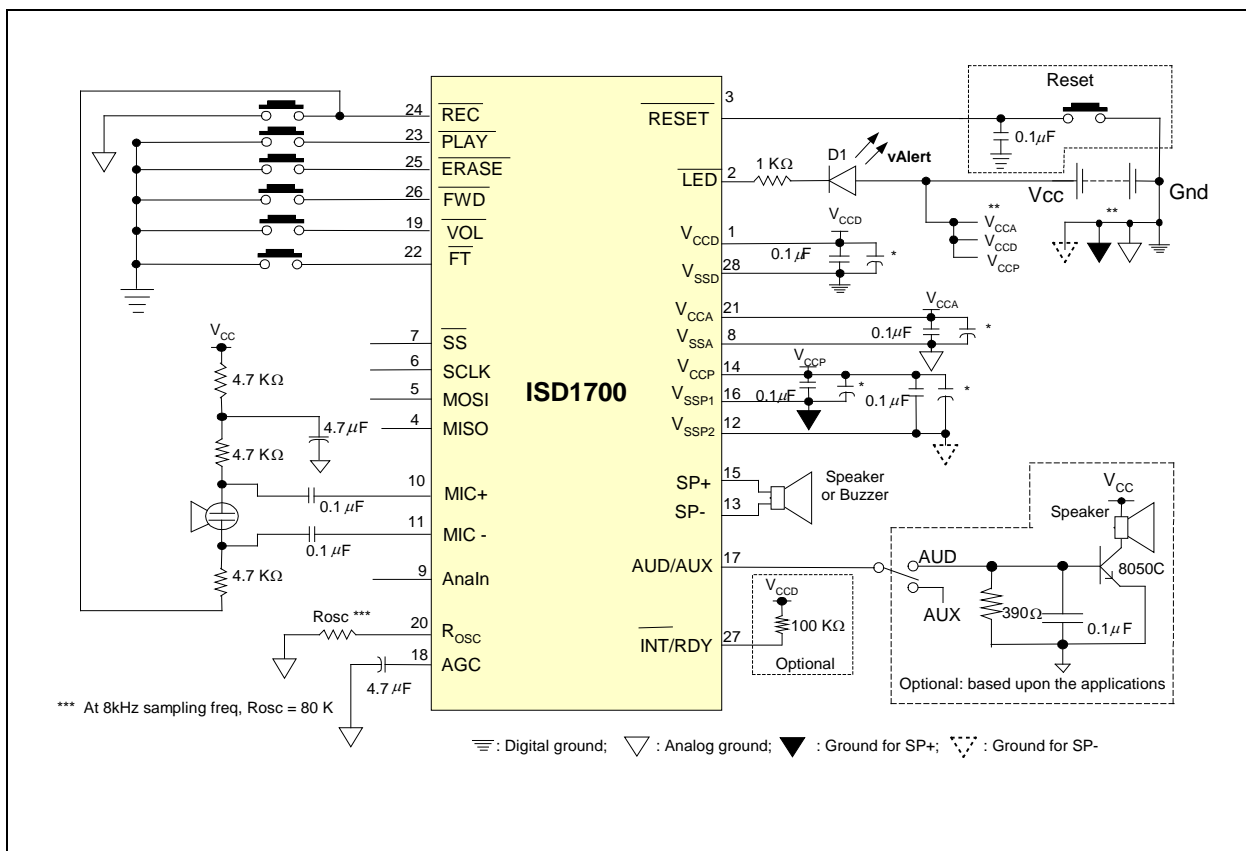 Reset
3
24
REC
RESET
0.1µF
23
PLAY
D1
vAlert
25
ERASE
1 KΩ
LED
2
26
FWD
Vcc
Gnd
19
VOL
VCCD
**
VCCA
VCCD
VCCP
**
22
FT
VCCD
1
0.1µF
*
VSSD
28
VCC
VCCA
21
VCCA
7
SS
0.1µF
*
VSSA
8
6
SCLK
4.7 KΩ
ISD1700
VCCP
14
VCCP
5
MOSI
VSSP1
16
0.1µF
*
0.1µF
*
4
MISO
4.7µF
VSSP2
12
4.7 KΩ
10
MIC+
0.1µF
SP+
15
Speaker
or Buzzer
SP-
13
11
MIC -
0.1µF
VCC
Speaker
4.7 KΩ
9
AnaIn
AUD/AUX
17
AUD
8050C
AUX
VCCD
390Ω
0.1µF
Rosc ***
20
ROSC
100 KΩ
INT/RDY
27
18
AGC
4.7 µF
Optional
Optional: based upon the applications
*** At 8kHz sampling freq, Rosc = 80 K
: Digital ground; : Analog ground; : Ground for SP+; : Ground for SP-